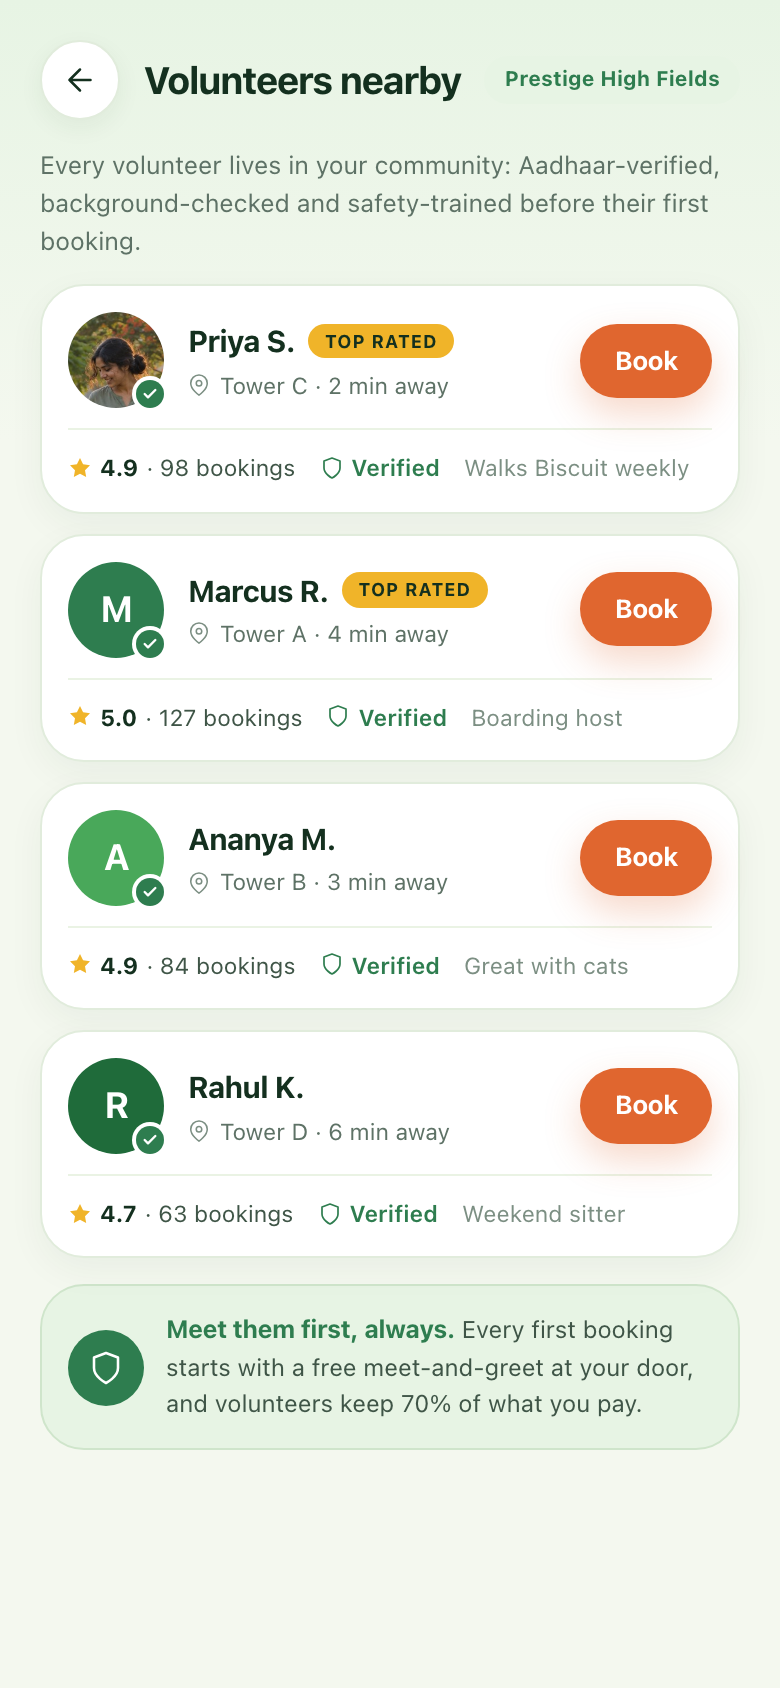 Volunteers nearby
Prestige High Fields
Every volunteer lives in your community: Aadhaar-verified,
background-checked and safety-trained before their first
booking.
Priya S. TOP RATED
Tower C · 2 min away
Book
4.9 · 98 bookings Verified Walks Biscuit weekly
M
Marcus R. TOP RATED
Tower A · 4 min away
Book
5.0 · 127 bookings Verified Boarding host
A
Ananya M.
Tower B · 3 min away
Book
4.9 · 84 bookings Verified Great with cats
R
Rahul K.
Tower D · 6 min away
Book
4.7 · 63 bookings Verified Weekend sitter
Meet them first, always. Every first booking
starts with a free meet-and-greet at your door,
and volunteers keep 70% of what you pay.